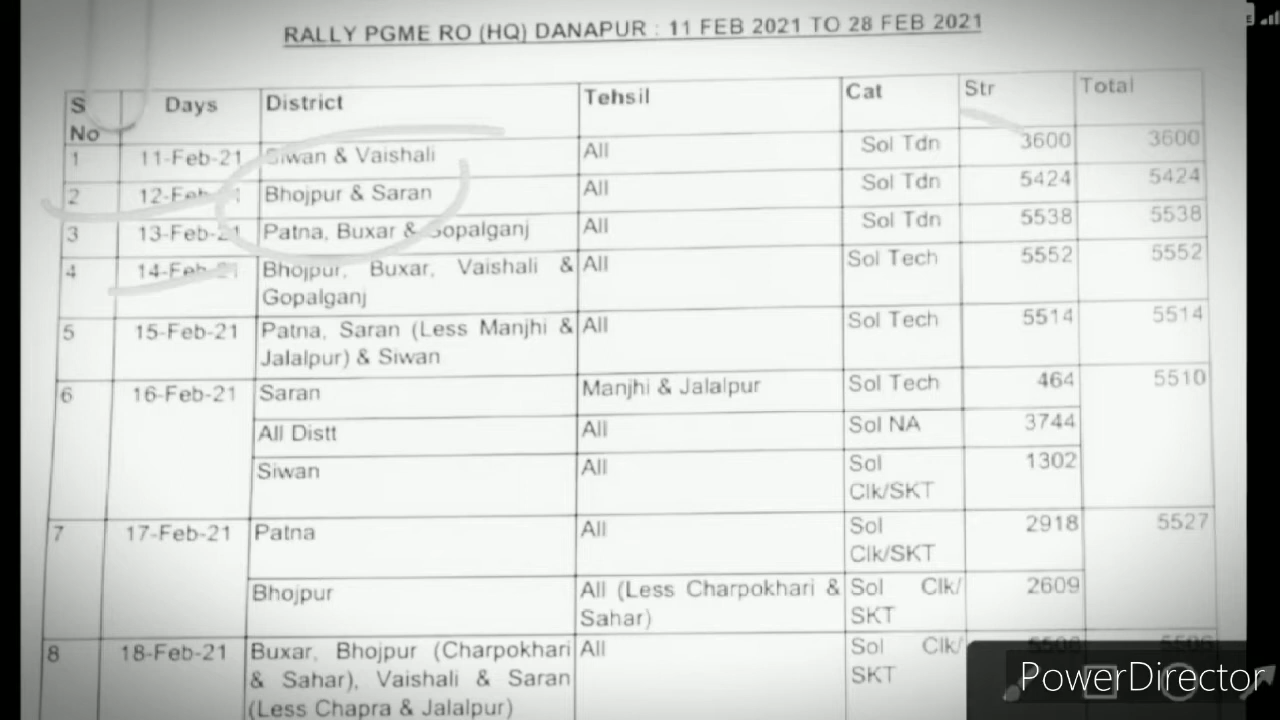 RALLY PGME RO (HQ) DANAPUR : 11 FEB 2021 TO 28 FEB 2021
S No Days District Tehsil Cat Str Total
1 11-Feb-21 Siwan & Vaishali All Sol Tdn 3600 3600
2 12-Feb-21 Bhojpur & Saran All Sol Tdn 5424 5424
3 13-Feb-21 Patna, Buxar & Gopalganj All Sol Tdn 5538 5538
4 14-Feb-21 Bhojpur, Buxar, Vaishali & All Sol Tech 5552 5552
Gopalganj
5 15-Feb-21 Patna, Saran (Less Manjhi & All Sol Tech 5514 5514
Jalalpur) & Siwan
6 16-Feb-21 Saran Manjhi & Jalalpur Sol Tech 464 5510
All Distt All Sol NA 3744
Siwan All Sol 1302
Clk/SKT
7 17-Feb-21 Patna All Sol 2918 5527
Clk/SKT
Bhojpur All (Less Charpokhari & Sol Clk/ 2609
Sahar) SKT
8 18-Feb-21 Buxar, Bhojpur (Charpokhari All Sol Clk/ 5506 5506
& Sahar), Vaishali & Saran SKT
(Less Chapra & Jalalpur)
PowerDirector